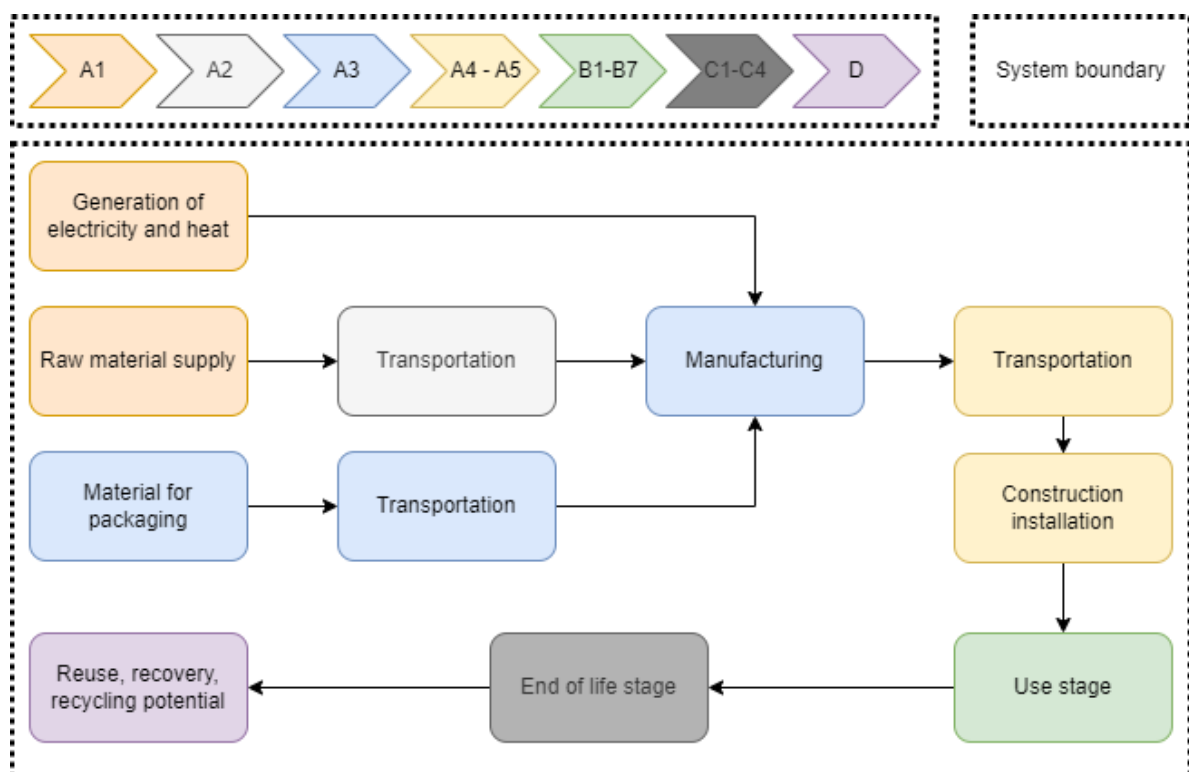 A1
A2
A3
A4 - A5
B1-B7
C1-C4
D
System boundary
Generation of
electricity and heat
Raw material supply
Transportation
Manufacturing
Transportation
Material for
packaging
Transportation
Construction
installation
Reuse, recovery,
recycling potential
End of life stage
Use stage